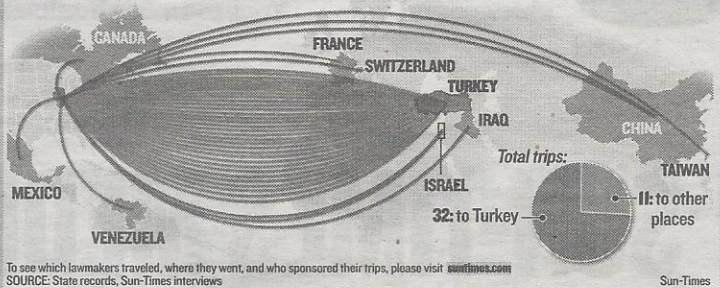 CANADA
FRANCE
SWITZERLAND
TURKEY
IRAQ
CHINA
ISRAEL
TAIWAN
MEXICO
VENEZUELA
Total trips:
32: to Turkey
11: to other
places
To see which lawmakers traveled, where they went, and who sponsored their trips, please visit suntimes.com
SOURCE: State records, Sun-Times interviews
Sun-Times